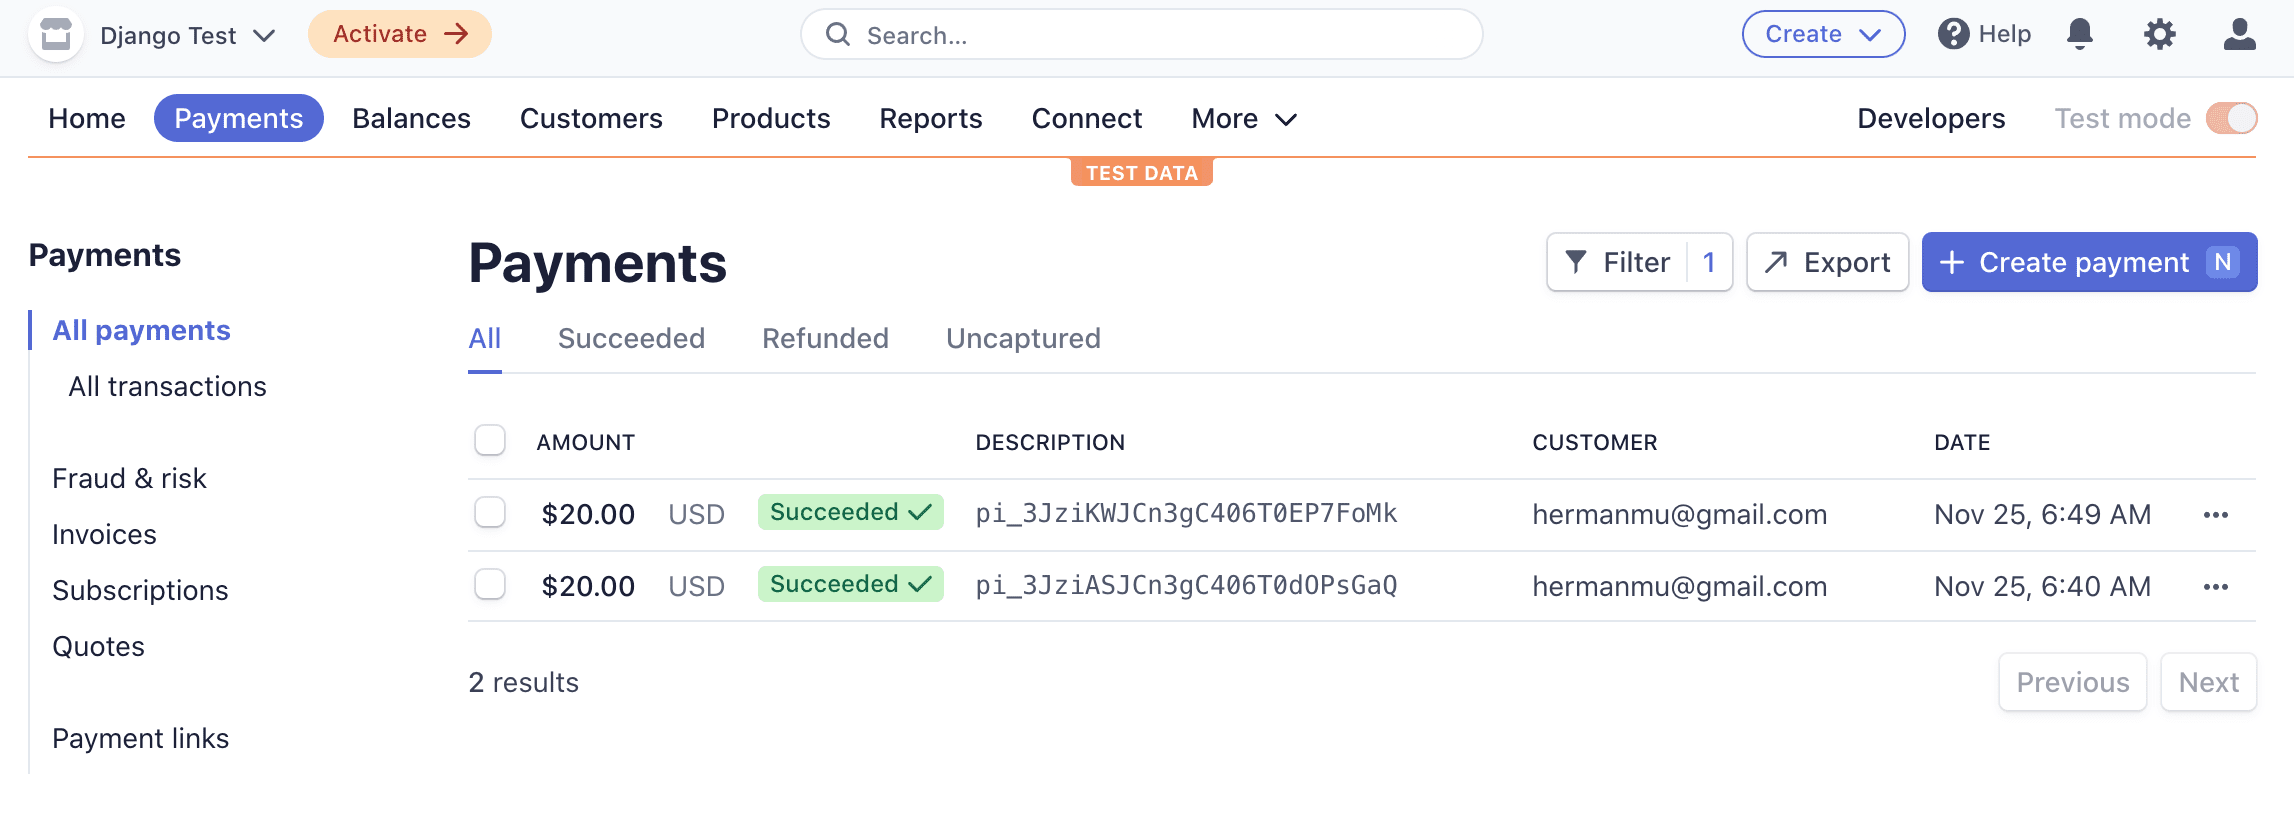 Django Test
Activate →
Search...
Create
Help
Home Payments Balances Customers Products Reports Connect More
Developers Test mode
TEST DATA
Payments
All payments
All transactions
Fraud & risk
Invoices
Subscriptions
Quotes
Payment links
Payments
Filter 1
Export
+ Create payment N
All Succeeded Refunded Uncaptured
AMOUNT DESCRIPTION CUSTOMER DATE
$20.00 USD Succeeded ✓ pi_3JziKWJCn3gC406T0EP7FoMk hermanmu@gmail.com Nov 25, 6:49 AM •••
$20.00 USD Succeeded ✓ pi_3JziASJCn3gC406T0dOPsGaQ hermanmu@gmail.com Nov 25, 6:40 AM •••
2 results
Previous Next